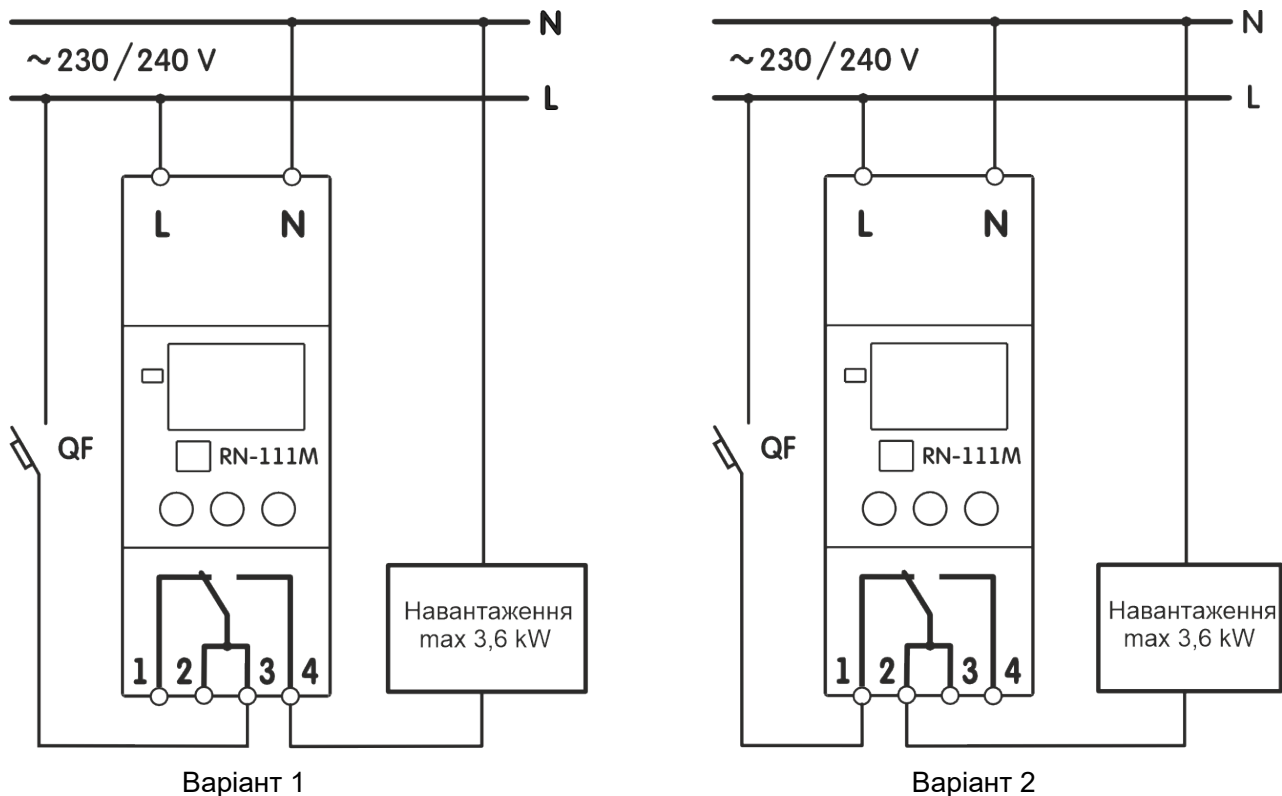 N
~ 230 / 240 V
L
L N
QF
RN-111M
Навантаження
max 3,6 kW
1 2 3 4
Варіант 1
N
~ 230 / 240 V
L
L N
QF
RN-111M
Навантаження
max 3,6 kW
1 2 3 4
Варіант 2